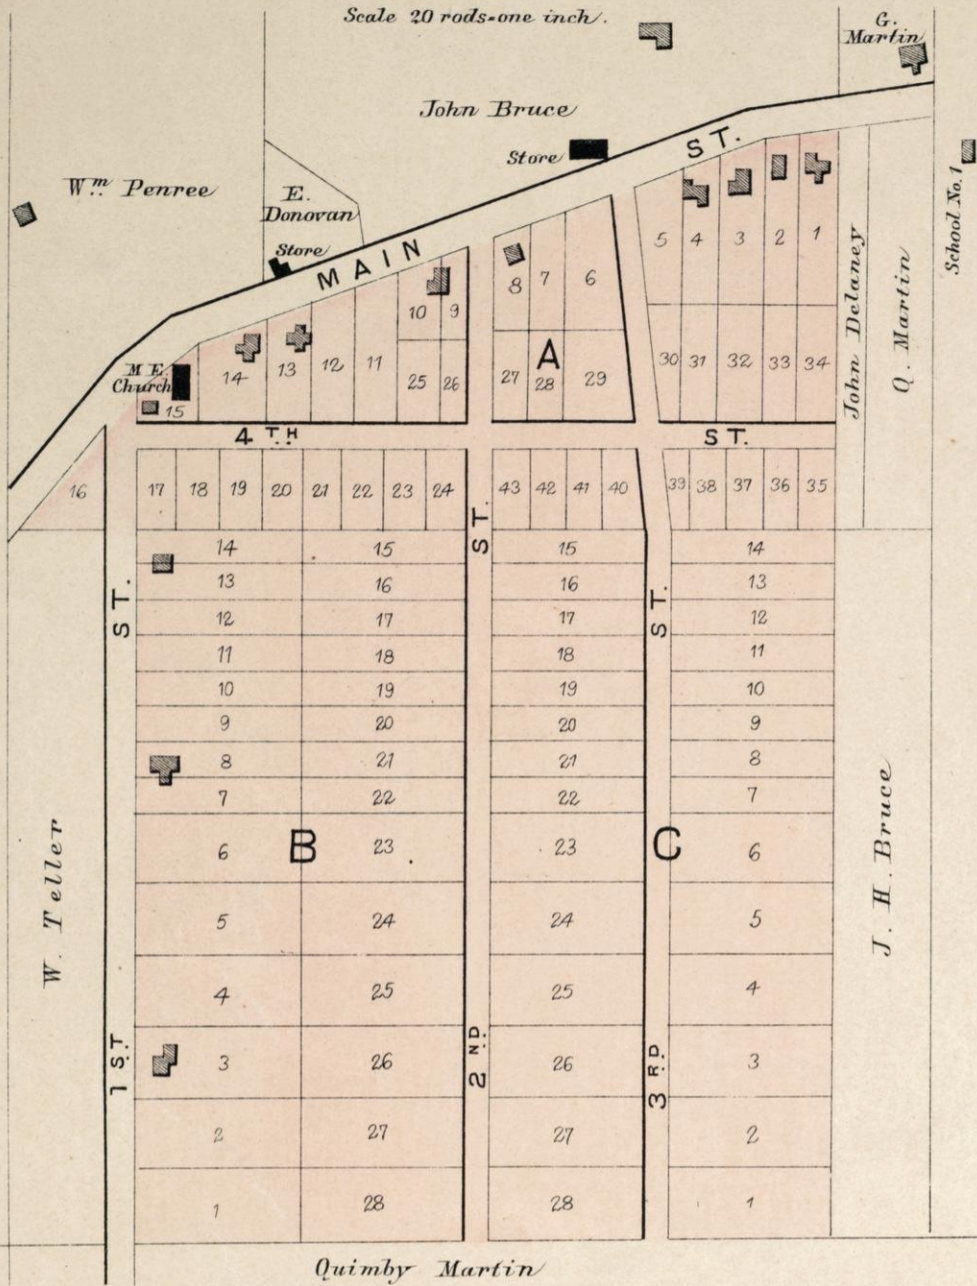 Scale 20 rods=one inch.
G.
Martin
John Bruce
Store
ST.
Wm. Penree
E.
Donovan
Store
MAIN
School No. 1
5 4 3 2 1
8 7 6
10 9
John Delaney
Q. Martin
M E
Church
15
14 13 12 11
25 26
27 28 29
A
30 31 32 33 34
4TH ST.
16
17 18 19 20 21 22 23 24
43 42 41 40
39 38 37 36 35
ST.
14 15 15 14
13 16 16 13
ST.
ST.
12 17 17 12
11 18 18 11
10 19 19 10
9 20 20 9
8 21 21 8
7 22 22 7
B
C
6 23 23 6
W. Teller
J. H. Bruce
5 24 24 5
4 25 25 4
1ST
2ND
3RD
3 26 26 3
2 27 27 2
1 28 28 1
Quimby Martin